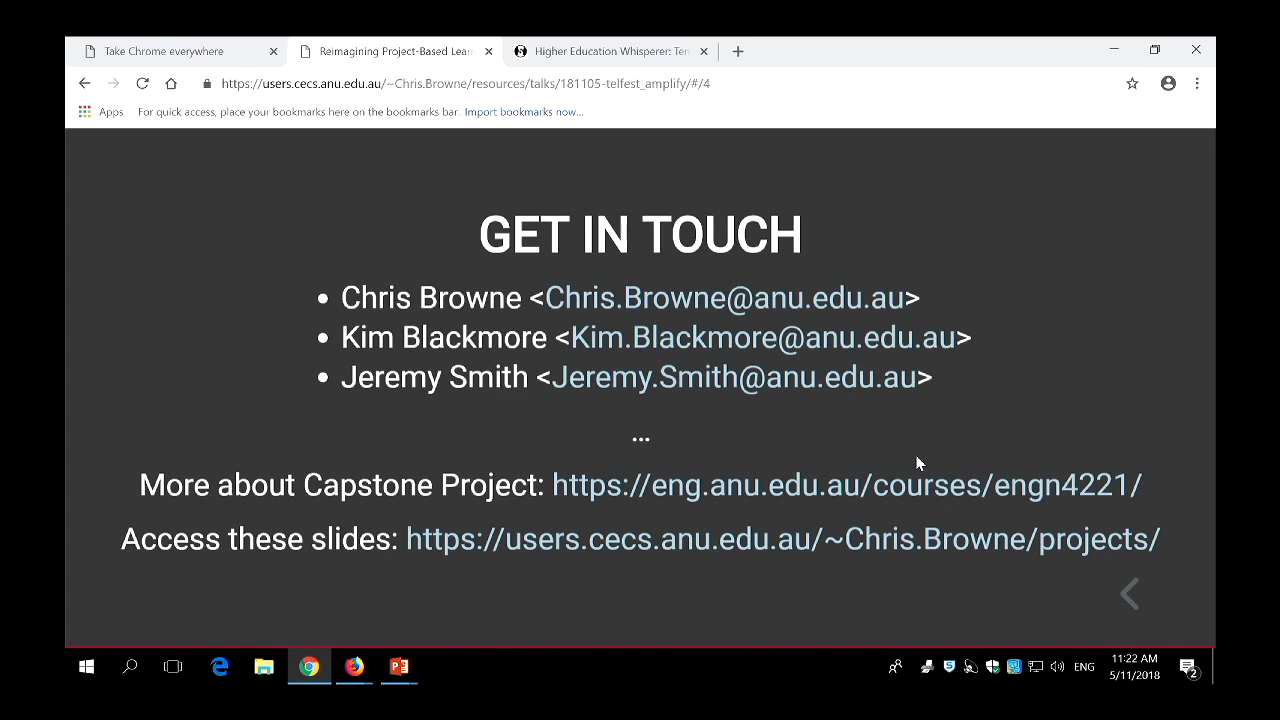 Take Chrome everywhere
Reimagining Project-Based Lear
Higher Education Whisperer: Ten
https://users.cecs.anu.edu.au/~Chris.Browne/resources/talks/181105-telfest_amplify/#/4
Apps For quick access, place your bookmarks here on the bookmarks bar. Import bookmarks now...
GET IN TOUCH
• Chris Browne <Chris.Browne@anu.edu.au>
• Kim Blackmore <Kim.Blackmore@anu.edu.au>
• Jeremy Smith <Jeremy.Smith@anu.edu.au>
...
More about Capstone Project: https://eng.anu.edu.au/courses/engn4221/
Access these slides: https://users.cecs.anu.edu.au/~Chris.Browne/projects/
ENG
11:22 AM
5/11/2018
2